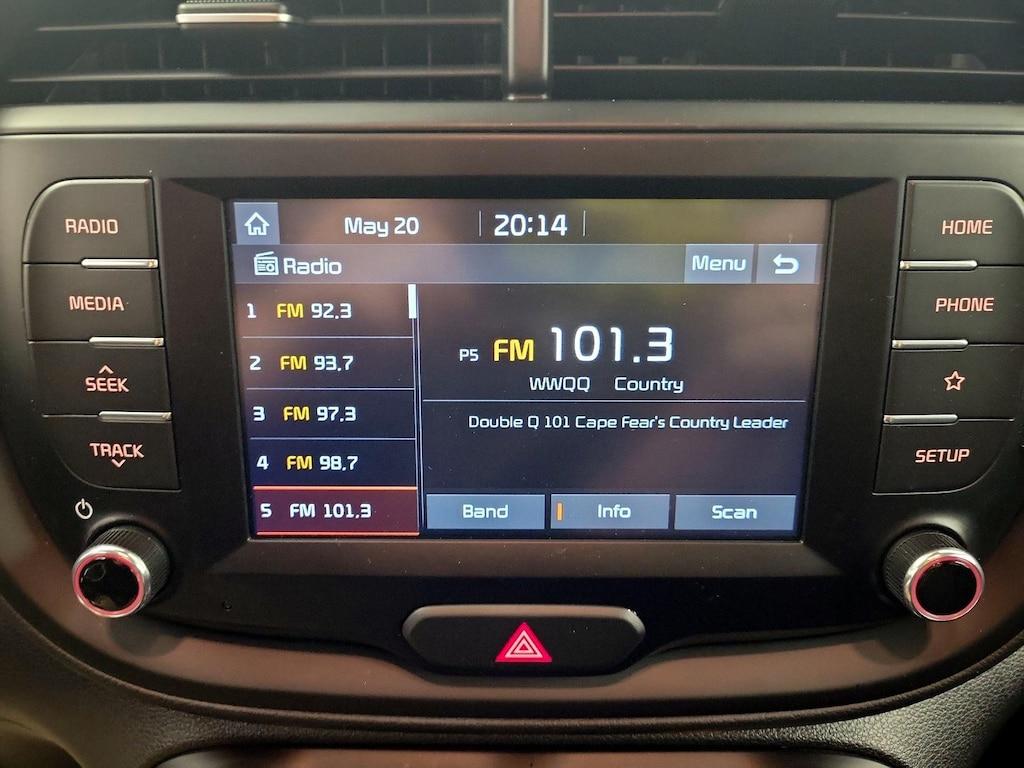 May 20 20:14
Radio Menu
1 FM 92.3
2 FM 93.7
3 FM 97.3
4 FM 98.7
5 FM 101.3
P5 FM 101.3
WWQQ Country
Double Q 101 Cape Fear's Country Leader
Band Info Scan
RADIO
MEDIA
SEEK
TRACK
HOME
PHONE
SETUP